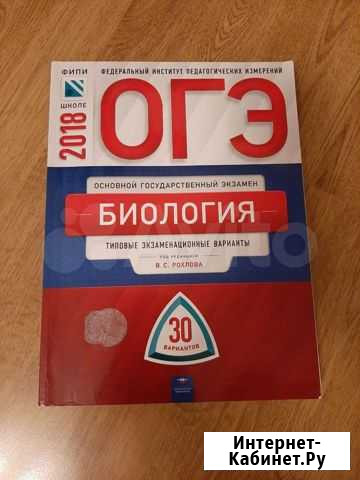 ФИПИ
ШКОЛЕ
ФЕДЕРАЛЬНЫЙ ИНСТИТУТ ПЕДАГОГИЧЕСКИХ ИЗМЕРЕНИЙ
2018
ОГЭ
ОСНОВНОЙ ГОСУДАРСТВЕННЫЙ ЭКЗАМЕН
БИОЛОГИЯ
ТИПОВЫЕ ЭКЗАМЕНАЦИОННЫЕ ВАРИАНТЫ
ПОД РЕДАКЦИЕЙ
В. С. РОХЛОВА
Avito
30
ВАРИАНТОВ
Интернет-
Кабинет.Ру